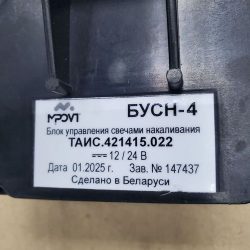 MPOVT
БУСН-4
Блок управления свечами накаливания
ТАИС.421415.022
⎓ 12 / 24 В
Дата 01.2025 г. Зав. № 147437
Сделано в Беларуси